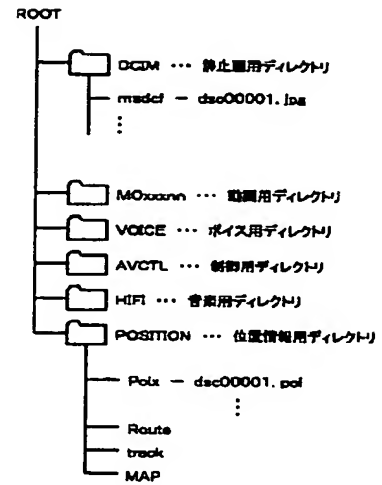 ROOT
DCIM … 静止画用ディレクトリ
msdcf – dsc00001.jpg
⋮
MOxxxnn … 動画用ディレクトリ
VOICE … ボイス用ディレクトリ
AVCTL … 制御用ディレクトリ
HIFI … 音楽用ディレクトリ
POSITION … 位置情報用ディレクトリ
Poix – dsc00001.poi
⋮
Route
track
MAP